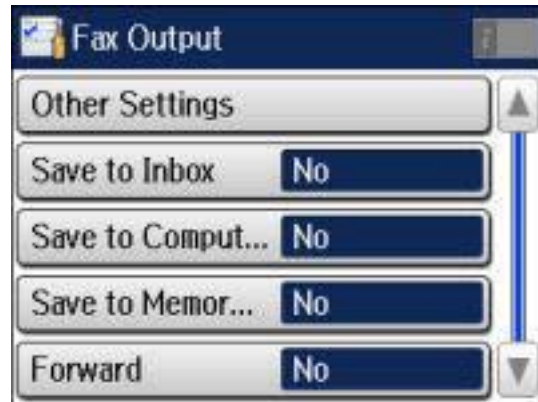 Fax Output
Other Settings
Save to Inbox No
Save to Comput... No
Save to Memor... No
Forward No